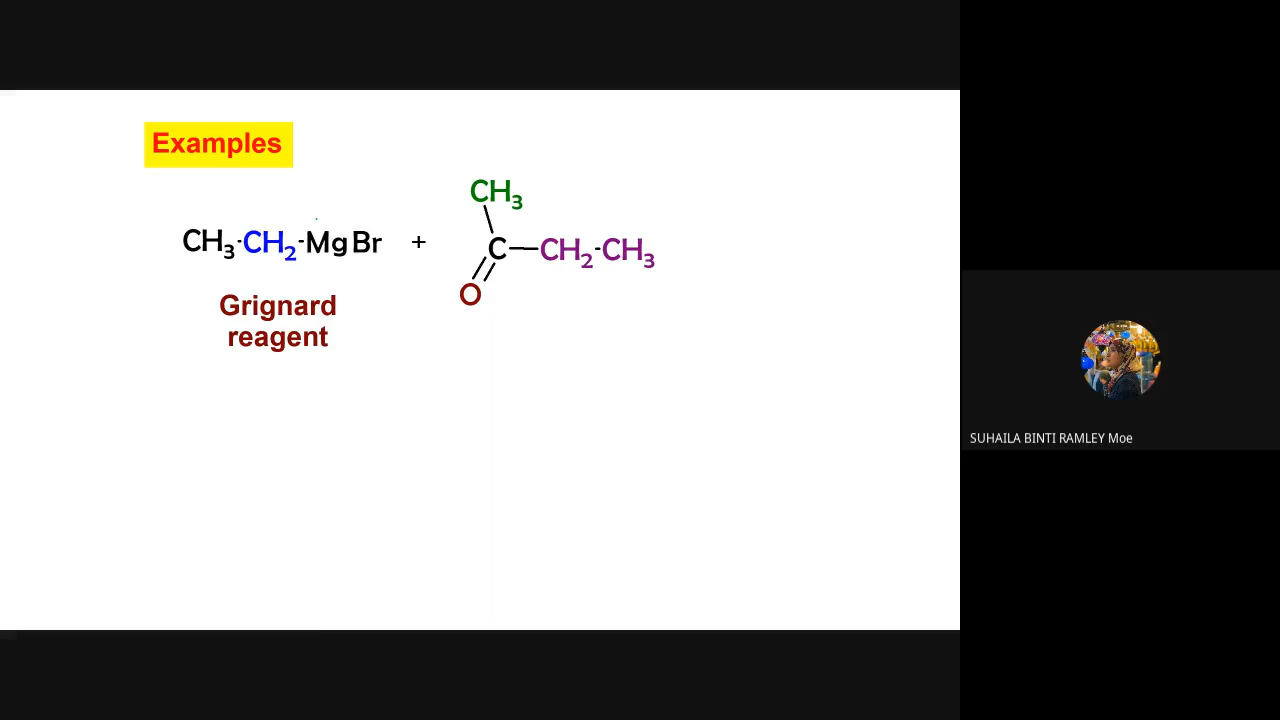 Examples
CH₃
CH₃-CH₂-MgBr + C—CH₂-CH₃
O
Grignard
reagent
SUHAILA BINTI RAMLEY Moe